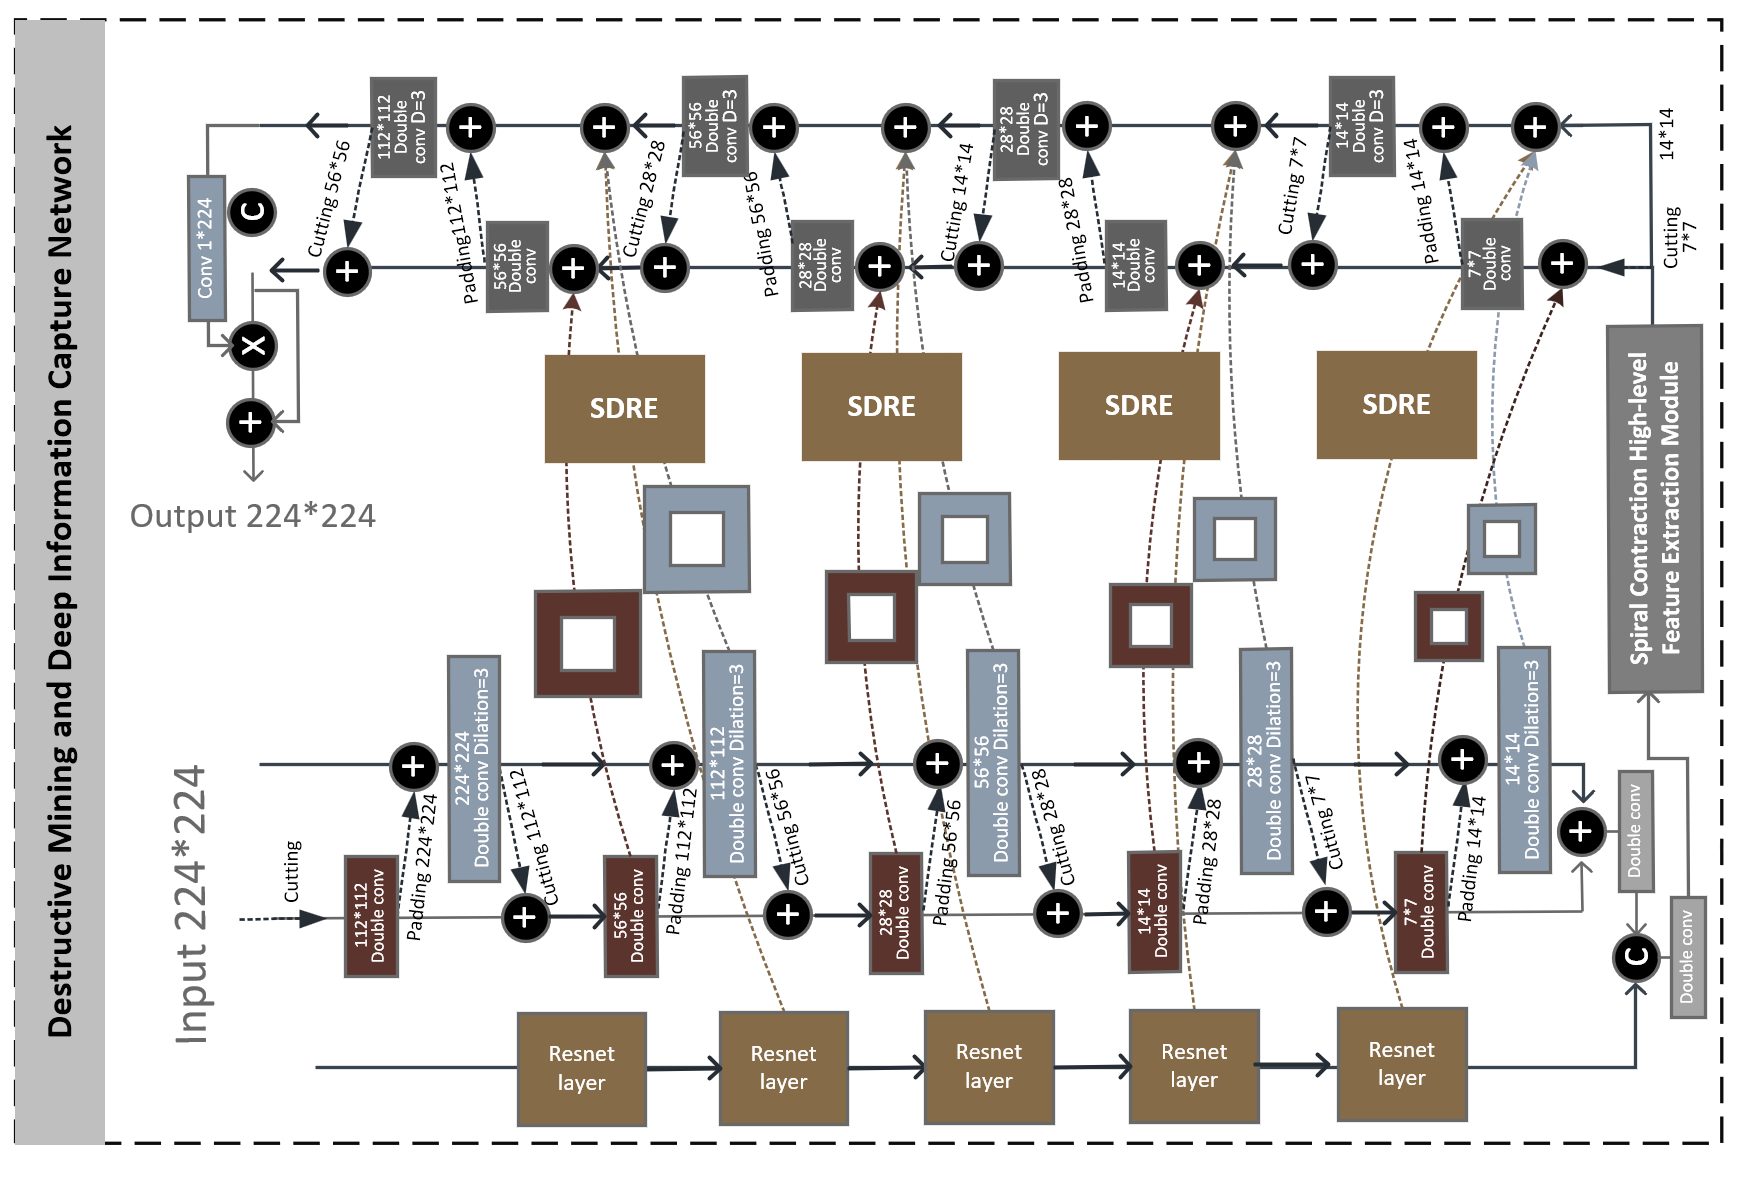 Destructive Mining and Deep Information Capture Network
112*112
Double
conv D=3
56*56
Double
conv D=3
28*28
Double
conv D=3
14*14
Double
conv D=3
14*14
Cutting 56*56
Padding112*112
Cutting 28*28
Padding 56*56
Cutting 14*14
Padding 28*28
Cutting 7*7
Padding 14*14
Cutting
7*7
Conv 1*224
C
56*56
Double
conv
28*28
Double
conv
14*14
Double
conv
7*7
Double
conv
X
SDRE
SDRE
SDRE
SDRE
Spiral Contraction High-level
Feature Extraction Module
Output 224*224
Input 224*224
224*224
Double conv Dilation=3
112*112
Double conv Dilation=3
56*56
Double conv Dilation=3
28*28
Double conv Dilation=3
14*14
Double conv Dilation=3
Cutting
Padding 224*224
Cutting 112*112
Padding 112*112
Cutting 56*56
Padding 56*56
Cutting 28*28
Padding 28*28
Cutting 7*7
Padding 14*14
112*112
Double conv
56*56
Double conv
28*28
Double conv
14*14
Double conv
7*7
Double conv
Double conv
C
Double conv
Resnet
layer
Resnet
layer
Resnet
layer
Resnet
layer
Resnet
layer